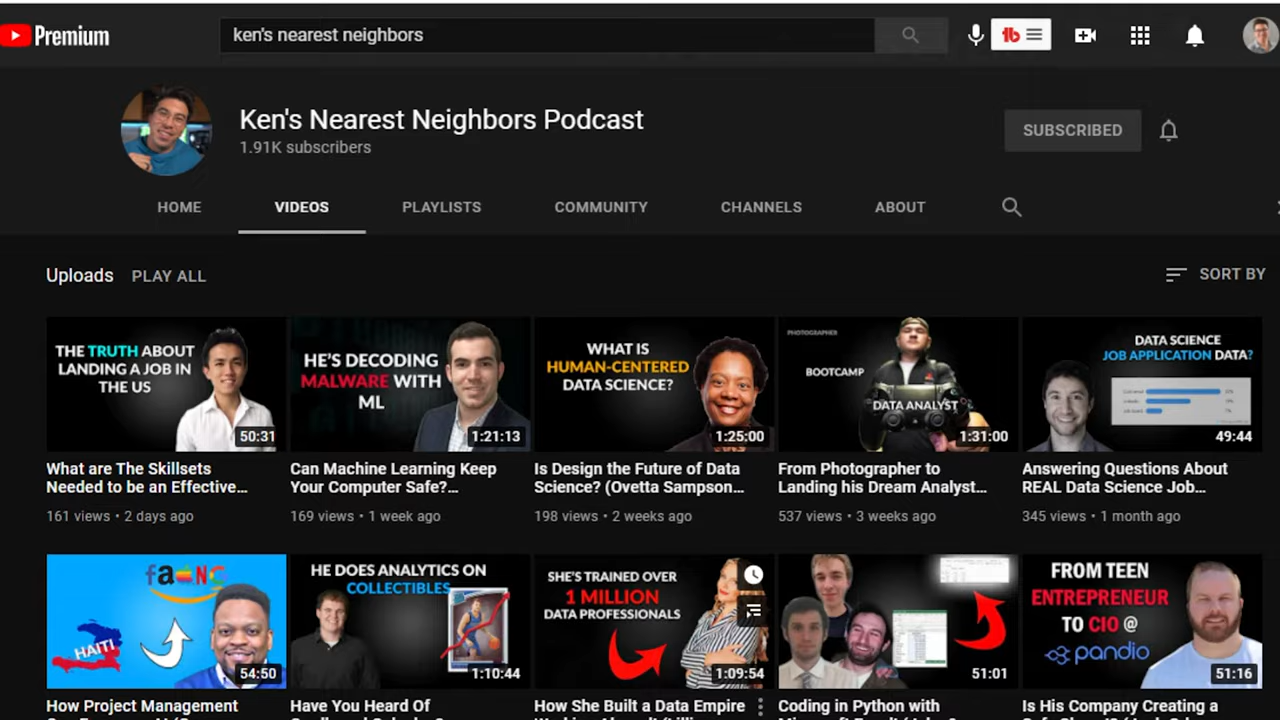 Premium
ken's nearest neighbors
Ken's Nearest Neighbors Podcast
1.91K subscribers
SUBSCRIBED
HOME
VIDEOS
PLAYLISTS
COMMUNITY
CHANNELS
ABOUT
Uploads
PLAY ALL
SORT BY
THE TRUTH ABOUT
LANDING A JOB IN
THE US
50:31
HE'S DECODING
MALWARE WITH
ML
1:21:13
WHAT IS
HUMAN-CENTERED
DATA SCIENCE?
1:25:00
PHOTOGRAPHER
BOOTCAMP
DATA ANALYST
1:31:00
DATA SCIENCE
JOB APPLICATION DATA?
49:44
What are The Skillsets
Needed to be an Effective...
161 views • 2 days ago
Can Machine Learning Keep
Your Computer Safe?...
169 views • 1 week ago
Is Design the Future of Data
Science? (Ovetta Sampson...
198 views • 2 weeks ago
From Photographer to
Landing his Dream Analyst...
537 views • 3 weeks ago
Answering Questions About
REAL Data Science Job...
345 views • 1 month ago
HAITI
54:50
HE DOES ANALYTICS ON
COLLECTIBLES
1:10:44
SHE'S TRAINED OVER
1 MILLION
DATA PROFESSIONALS
1:09:54
51:01
FROM TEEN
ENTREPRENEUR
TO CIO @
pandio
51:16
How Project Management
Have You Heard Of
How She Built a Data Empire
Coding in Python with
Is His Company Creating a